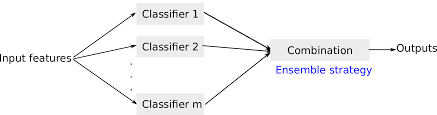 Classifier 1
Classifier 2
Input features
Combination
Outputs
Ensemble strategy
Classifier m